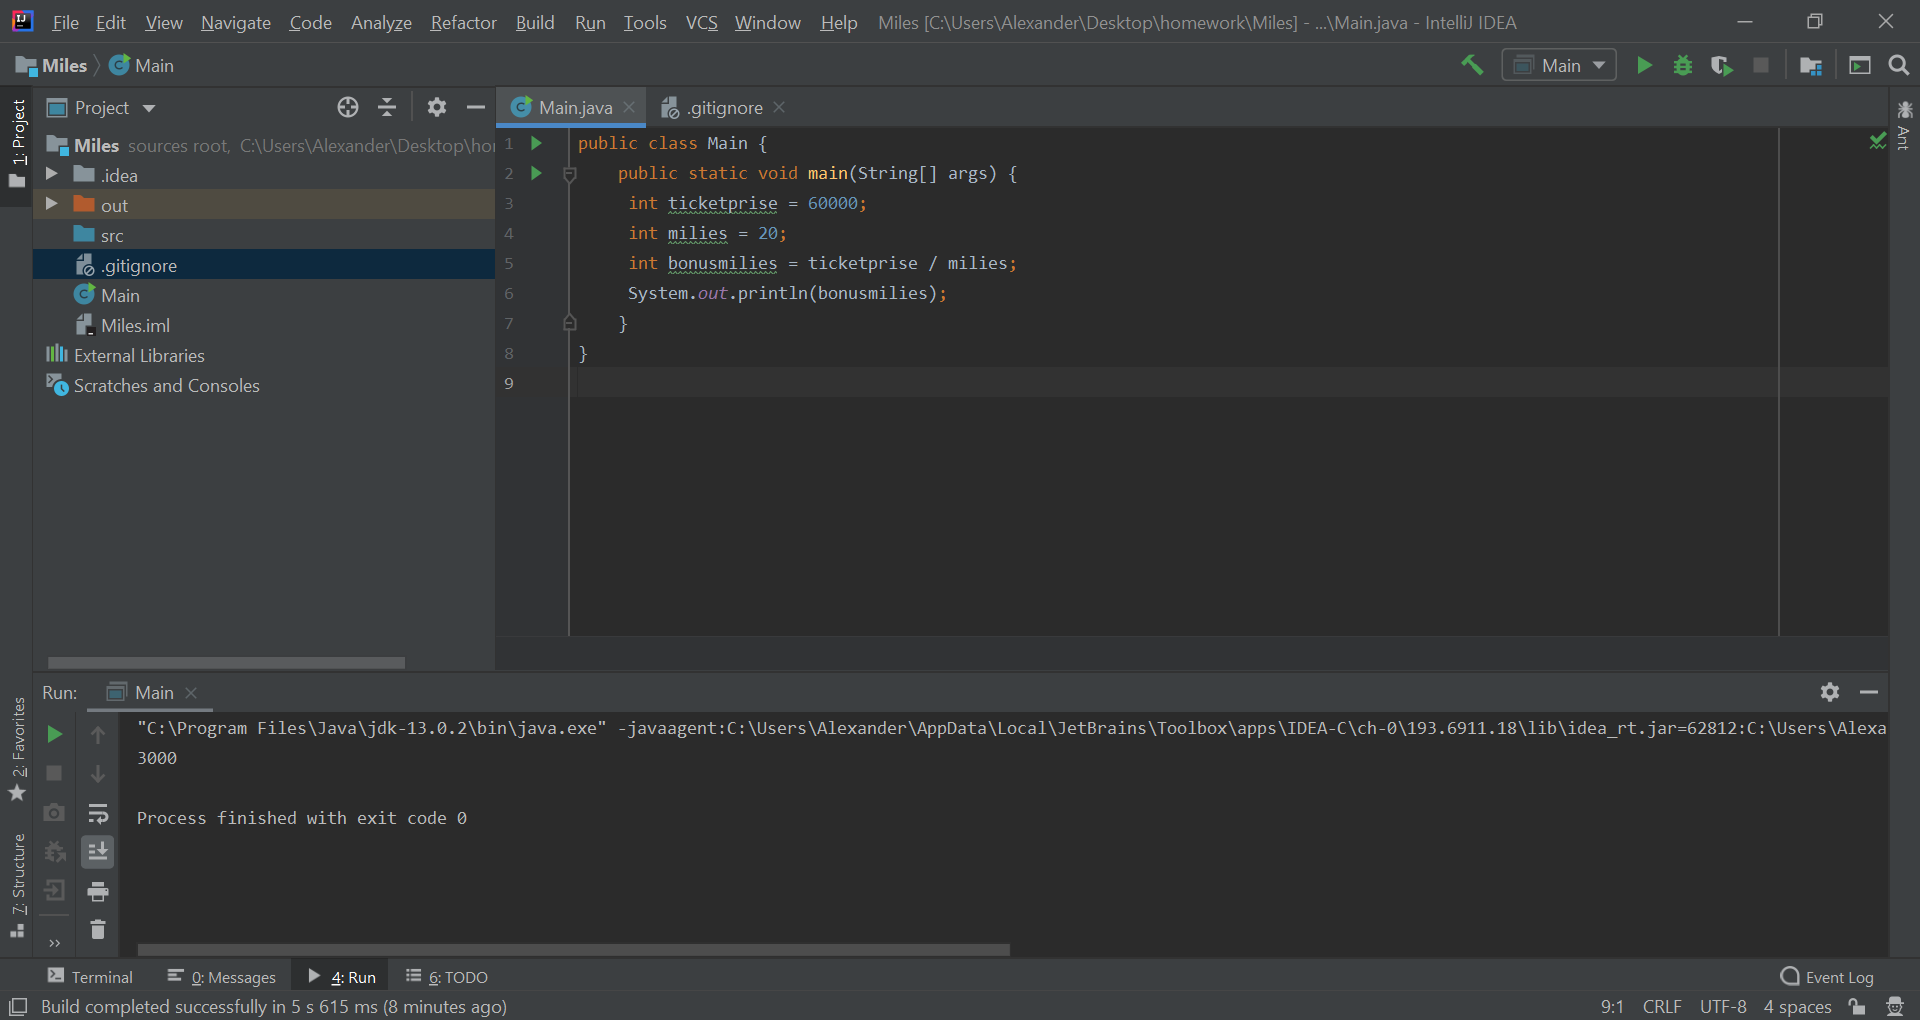 File Edit View Navigate Code Analyze Refactor Build Run Tools VCS Window Help Miles [C:\Users\Alexander\Desktop\homework\Miles] - ...\Main.java - IntelliJ IDEA
Miles Main
Main
1: Project
Project
Main.java
.gitignore
Ant
Miles sources root, C:\Users\Alexander\Desktop\ho
.idea
out
src
.gitignore
Main
Miles.iml
External Libraries
Scratches and Consoles
1 public class Main {
2 public static void main(String[] args) {
3 int ticketprise = 60000;
4 int milies = 20;
5 int bonusmilies = ticketprise / milies;
6 System.out.println(bonusmilies);
7 }
8 }
9
2: Favorites
7: Structure
Run: Main
"C:\Program Files\Java\jdk-13.0.2\bin\java.exe" -javaagent:C:\Users\Alexander\AppData\Local\JetBrains\Toolbox\apps\IDEA-C\ch-0\193.6911.18\lib\idea_rt.jar=62812:C:\Users\Alexa
3000
Process finished with exit code 0
Terminal 0: Messages 4: Run 6: TODO Event Log
Build completed successfully in 5 s 615 ms (8 minutes ago) 9:1 CRLF UTF-8 4 spaces